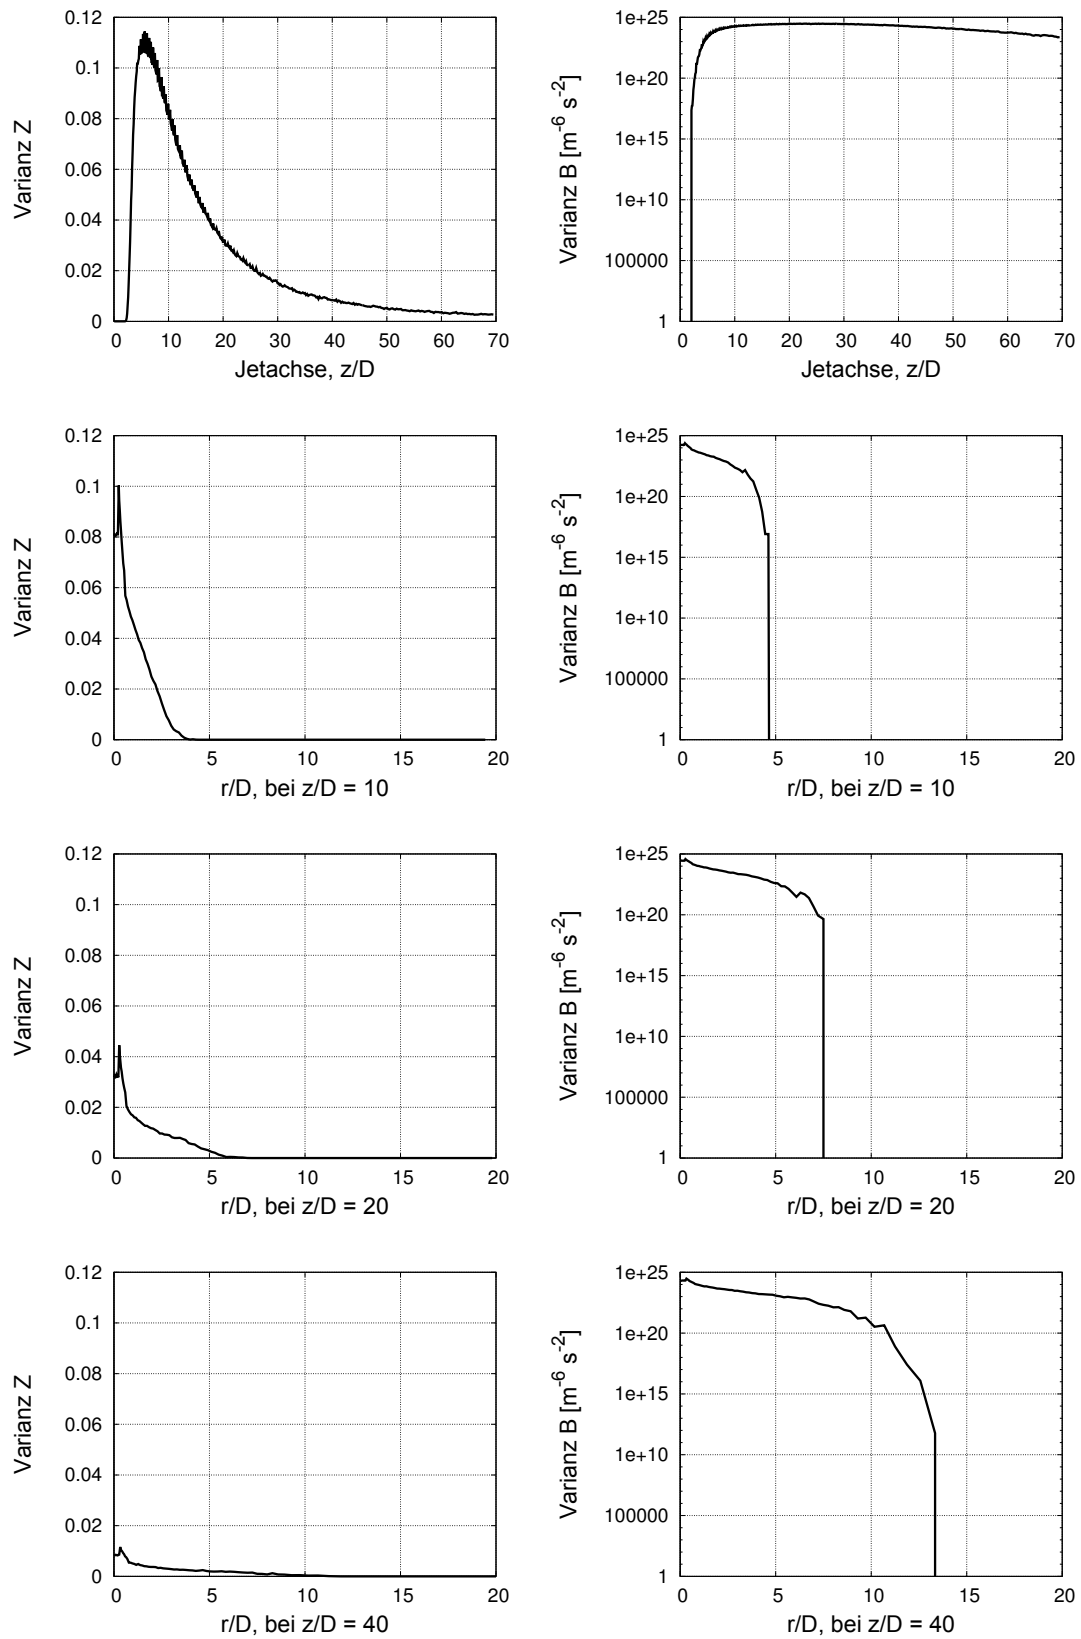 Varianz Z
0.12
0.1
0.08
0.06
0.04
0.02
0
0 10 20 30 40 50 60 70
Jetachse, z/D
Varianz B [m-6 s-2]
1e+25
1e+20
1e+15
1e+10
100000
1
0 10 20 30 40 50 60 70
Jetachse, z/D
Varianz Z
0.12
0.1
0.08
0.06
0.04
0.02
0
0 5 10 15 20
r/D, bei z/D = 10
Varianz B [m-6 s-2]
1e+25
1e+20
1e+15
1e+10
100000
1
0 5 10 15 20
r/D, bei z/D = 10
Varianz Z
0.12
0.1
0.08
0.06
0.04
0.02
0
0 5 10 15 20
r/D, bei z/D = 20
Varianz B [m-6 s-2]
1e+25
1e+20
1e+15
1e+10
100000
1
0 5 10 15 20
r/D, bei z/D = 20
Varianz Z
0.12
0.1
0.08
0.06
0.04
0.02
0
0 5 10 15 20
r/D, bei z/D = 40
Varianz B [m-6 s-2]
1e+25
1e+20
1e+15
1e+10
100000
1
0 5 10 15 20
r/D, bei z/D = 40